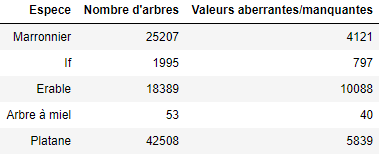 Espece Nombre d'arbres Valeurs aberrantes/manquantes
Marronnier 25207 4121
If 1995 797
Erable 18389 10088
Arbre à miel 53 40
Platane 42508 5839